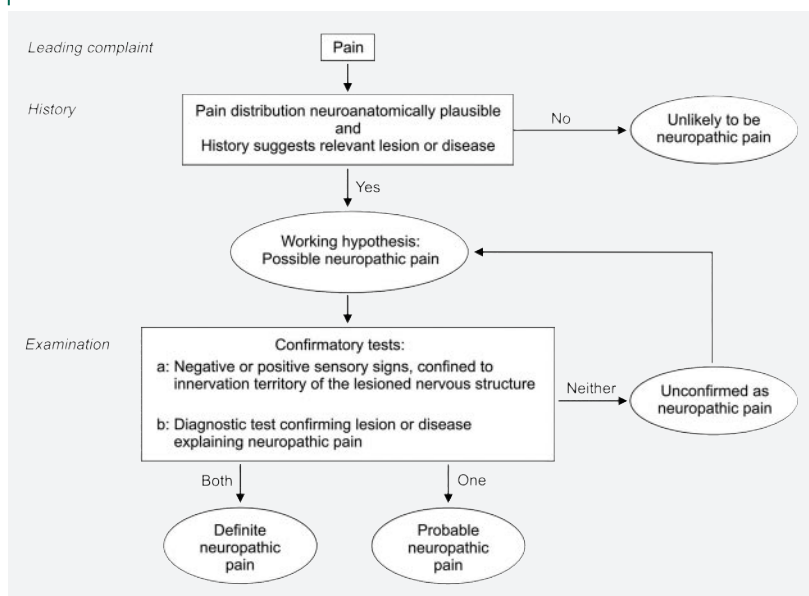 Leading complaint
Pain
History
Pain distribution neuroanatomically plausible
and
History suggests relevant lesion or disease
No
Unlikely to be
neuropathic pain
Yes
Working hypothesis:
Possible neuropathic pain
Examination
Confirmatory tests:
a: Negative or positive sensory signs, confined to
innervation territory of the lesioned nervous structure
b: Diagnostic test confirming lesion or disease
explaining neuropathic pain
Neither
Unconfirmed as
neuropathic pain
Both
One
Definite
neuropathic
pain
Probable
neuropathic
pain